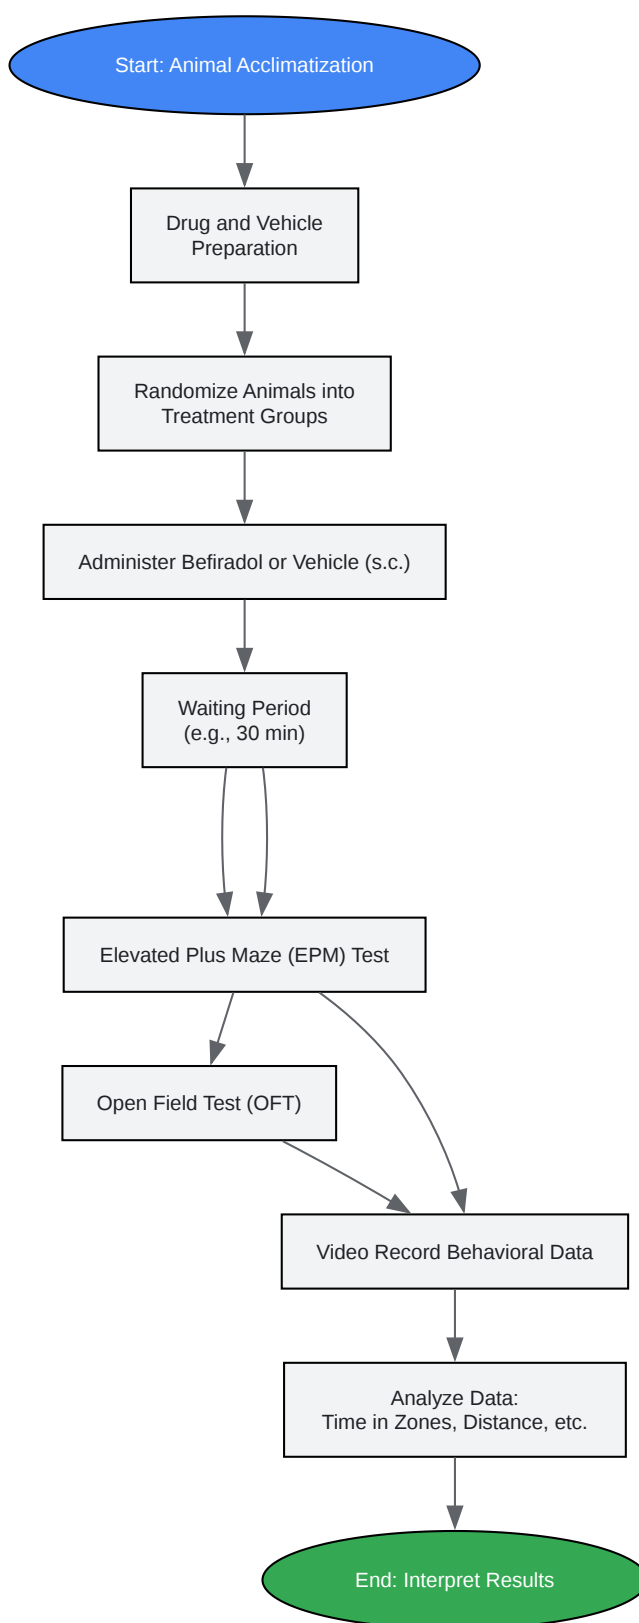 Start: Animal Acclimatization
Drug and Vehicle
Preparation
Randomize Animals into
Treatment Groups
Administer Befiradol or Vehicle (s.c.)
Waiting Period
(e.g., 30 min)
Elevated Plus Maze (EPM) Test
Open Field Test (OFT)
Video Record Behavioral Data
Analyze Data:
Time in Zones, Distance, etc.
End: Interpret Results